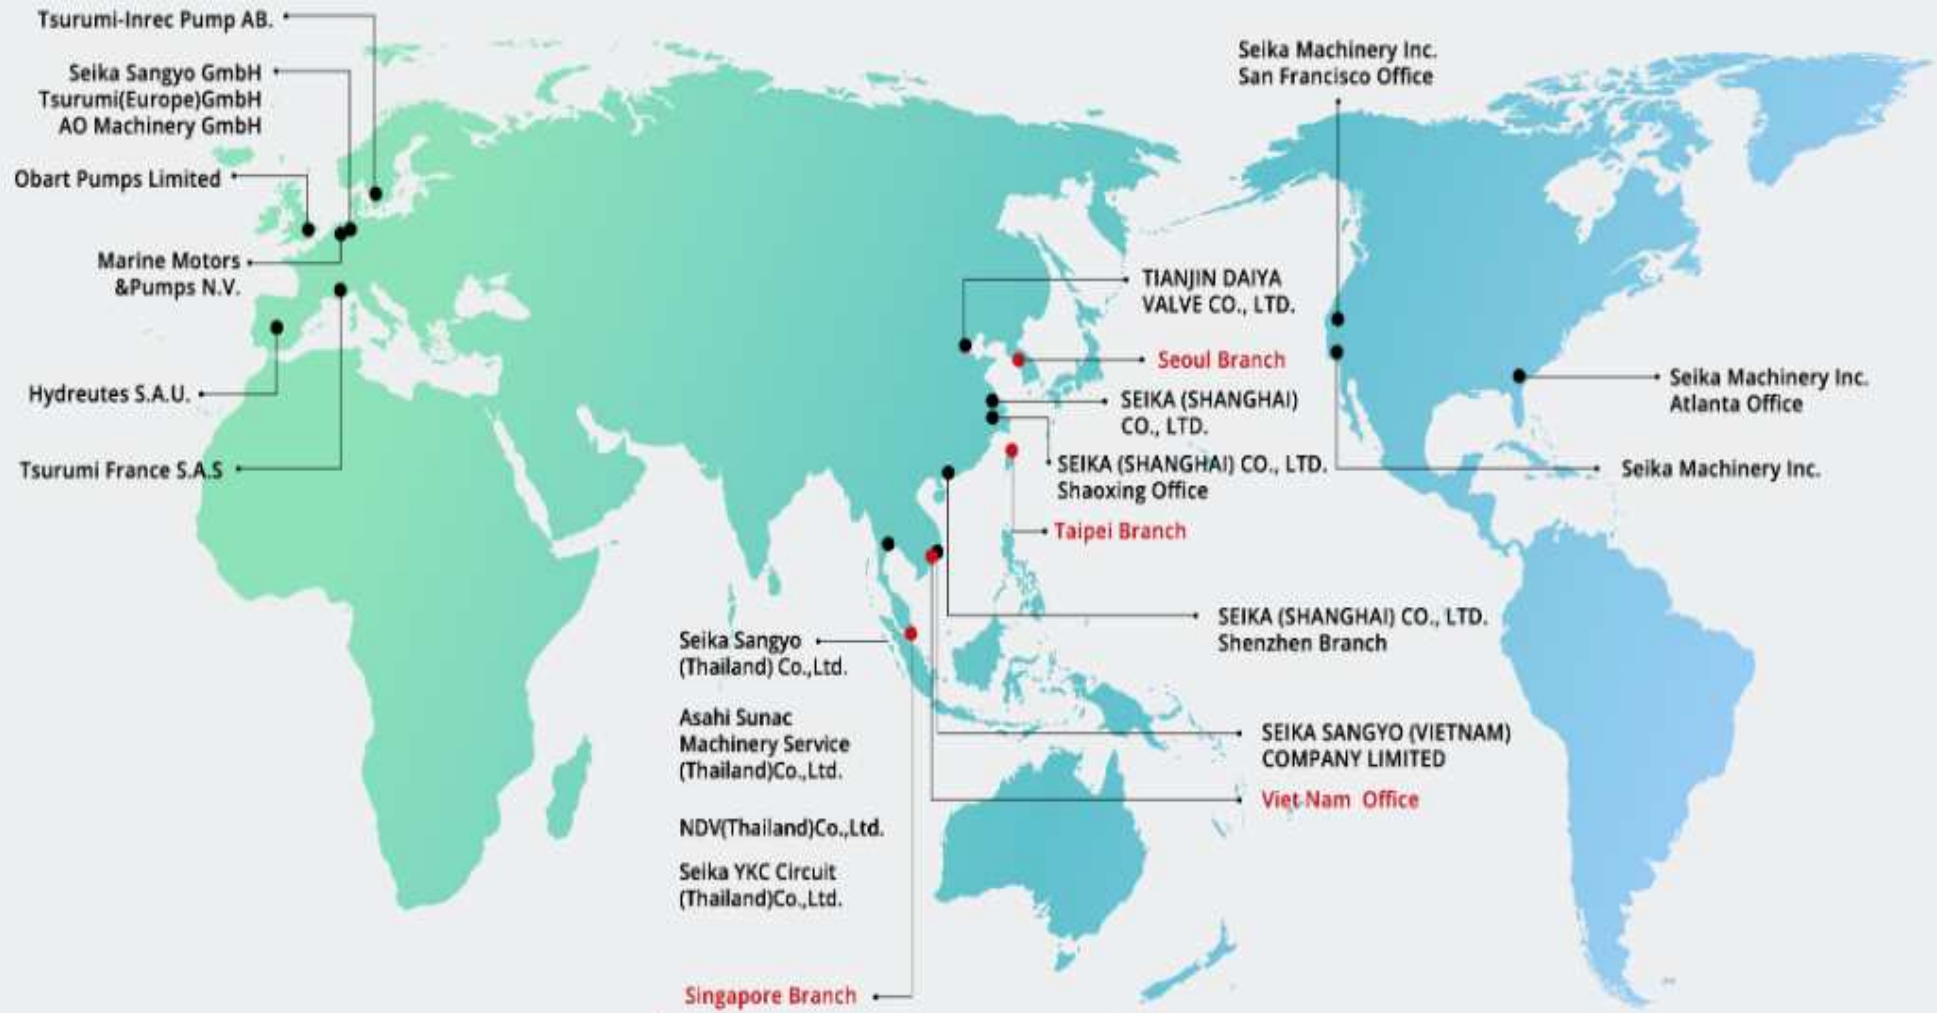 Tsurumi-Inrec Pump AB.
Seika Sangyo GmbH
Tsurumi(Europe)GmbH
AO Machinery GmbH
Obart Pumps Limited
Marine Motors
&Pumps N.V.
Hydreutes S.A.U.
Tsurumi France S.A.S
Seika Sangyo
(Thailand) Co.,Ltd.
Asahi Sunac
Machinery Service
(Thailand)Co.,Ltd.
NDV(Thailand)Co.,Ltd.
Seika YKC Circuit
(Thailand)Co.,Ltd.
Singapore Branch
TIANJIN DAIYA
VALVE CO., LTD.
Seoul Branch
SEIKA (SHANGHAI)
CO., LTD.
SEIKA (SHANGHAI) CO., LTD.
Shaoxing Office
Taipei Branch
SEIKA (SHANGHAI) CO., LTD.
Shenzhen Branch
SEIKA SANGYO (VIETNAM)
COMPANY LIMITED
Viet Nam Office
Seika Machinery Inc.
San Francisco Office
Seika Machinery Inc.
Atlanta Office
Seika Machinery Inc.